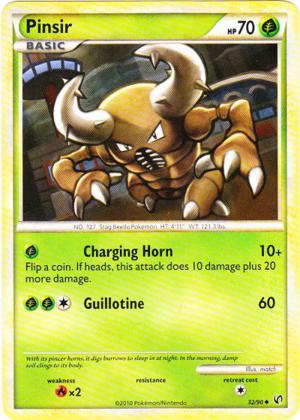 Pinsir HP 70
BASIC
NO. 127 Stag Beetle Pokémon HT: 4'11" WT: 121.3 lbs.
Charging Horn 10+
Flip a coin. If heads, this attack does 10 damage plus 20
more damage.
Guillotine 60
With its pincer horns, it digs burrows to sleep in at night. In the morning, damp
soil clings to its body.
Illus. match
weakness resistance retreat cost
×2
©2010 Pokémon/Nintendo 32/90